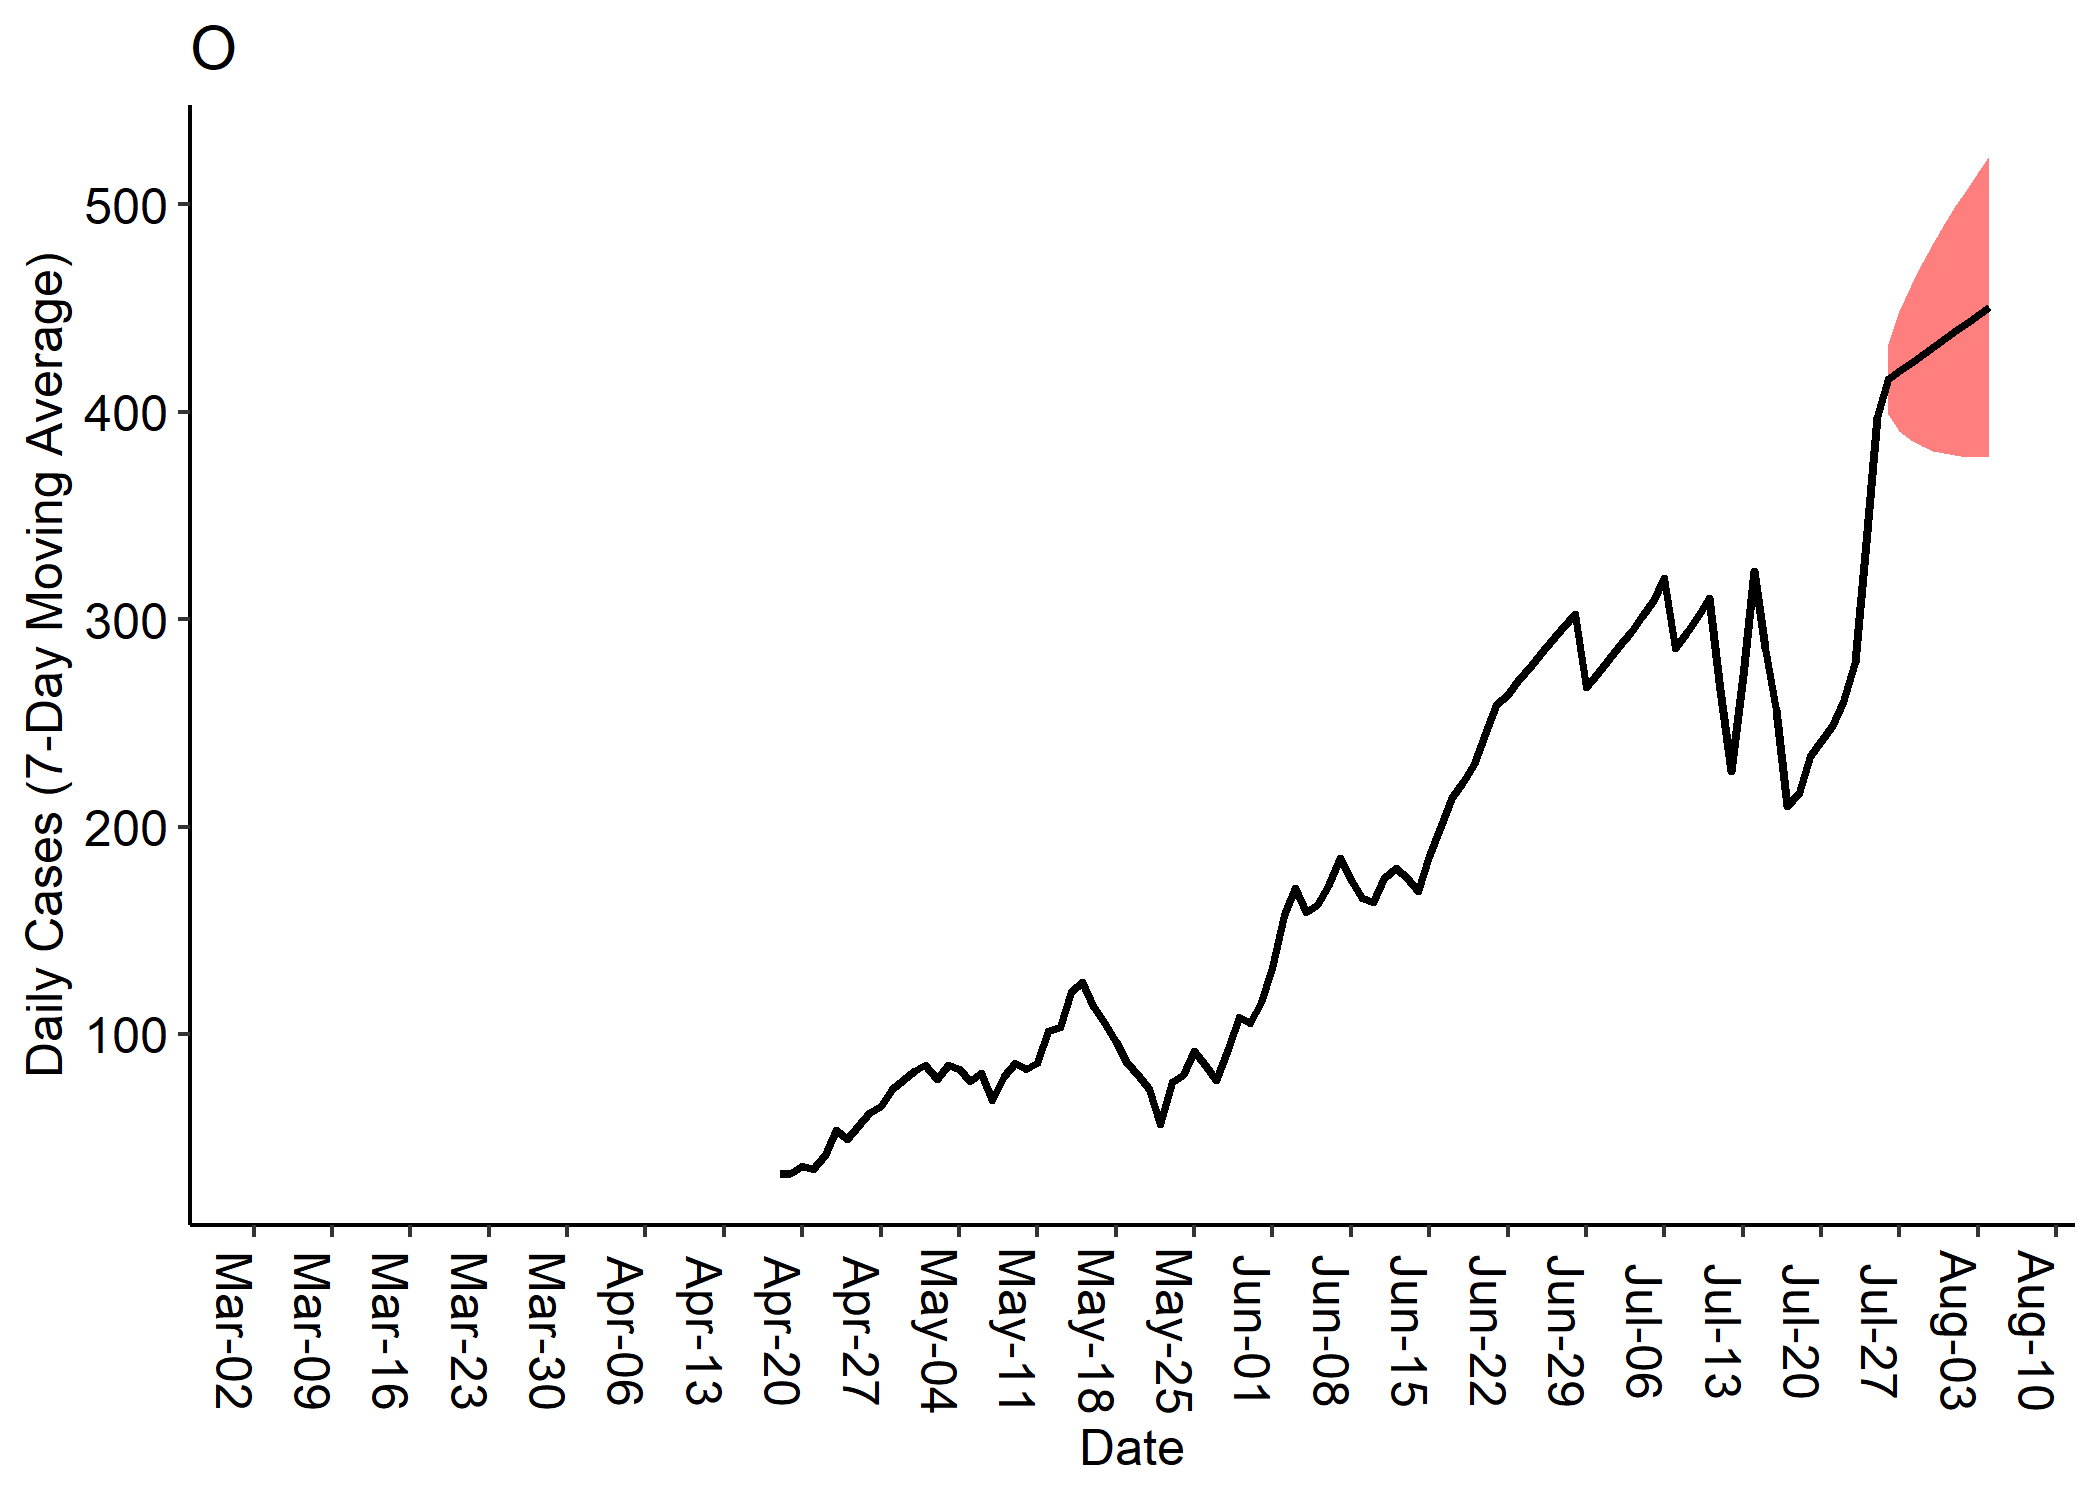 O
Daily Cases (7-Day Moving Average)
500
400
300
200
100
Mar-02
Mar-09
Mar-16
Mar-23
Mar-30
Apr-06
Apr-13
Apr-20
Apr-27
May-04
May-11
May-18
May-25
Jun-01
Jun-08
Jun-15
Jun-22
Jun-29
Jul-06
Jul-13
Jul-20
Jul-27
Aug-03
Aug-10
Date